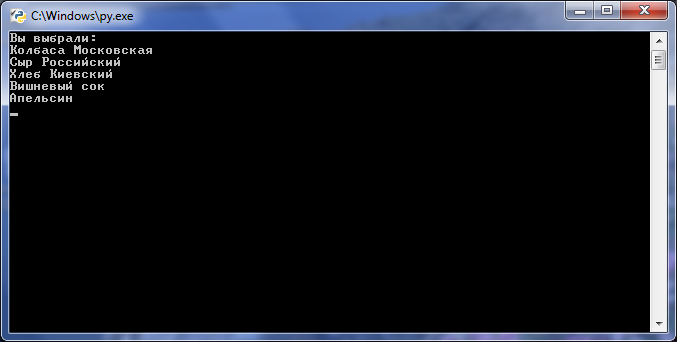 C:\Windows\py.exe
Вы выбрали:
Колбаса Московская
Сыр Российский
Хлеб Киевский
Вишневый сок
Апельсин